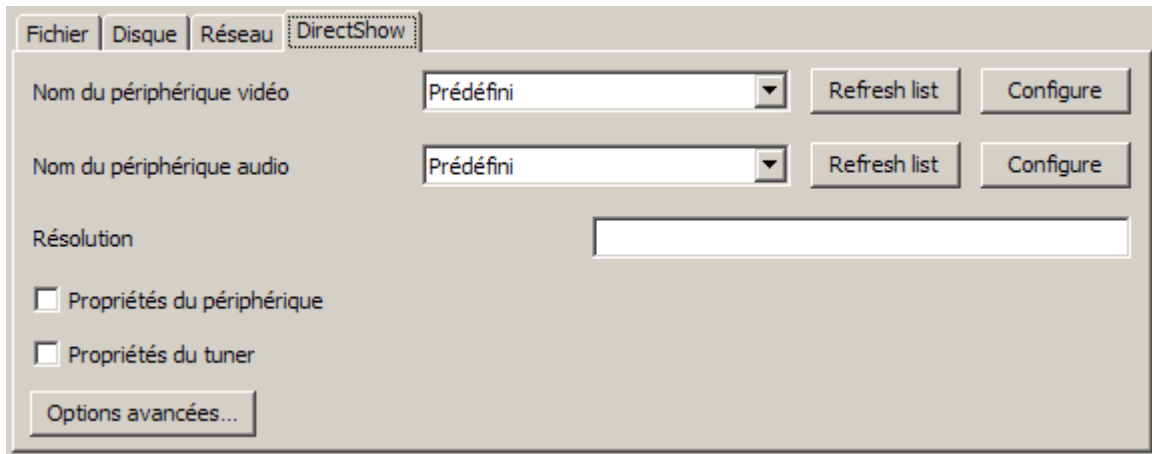 Fichier Disque Réseau DirectShow
Nom du périphérique vidéo Prédéfini Refresh list Configure
Nom du périphérique audio Prédéfini Refresh list Configure
Résolution
Propriétés du périphérique
Propriétés du tuner
Options avancées...